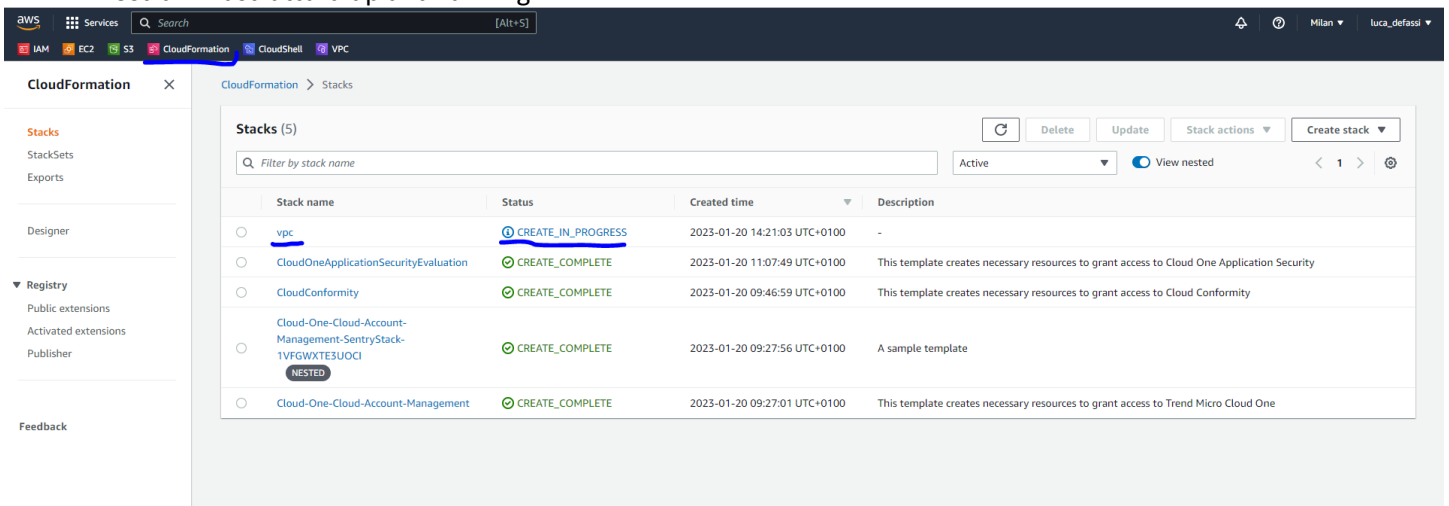 aws Services Search [Alt+S] Milan luca_defassi
IAM EC2 S3 CloudFormation CloudShell VPC
CloudFormation
CloudFormation > Stacks
Stacks
StackSets
Exports
Designer
Registry
Public extensions
Activated extensions
Publisher
Feedback
Stacks (5)
Delete Update Stack actions Create stack
Filter by stack name Active View nested < 1 >
Stack name Status Created time Description
vpc CREATE_IN_PROGRESS 2023-01-20 14:21:03 UTC+0100 -
CloudOneApplicationSecurityEvaluation CREATE_COMPLETE 2023-01-20 11:07:49 UTC+0100 This template creates necessary resources to grant access to Cloud One Application Security
CloudConformity CREATE_COMPLETE 2023-01-20 09:46:59 UTC+0100 This template creates necessary resources to grant access to Cloud Conformity
Cloud-One-Cloud-Account-
Management-SentryStack-
1VFGWXTE3UOCI CREATE_COMPLETE 2023-01-20 09:27:56 UTC+0100 A sample template
NESTED
Cloud-One-Cloud-Account-Management CREATE_COMPLETE 2023-01-20 09:27:01 UTC+0100 This template creates necessary resources to grant access to Trend Micro Cloud One